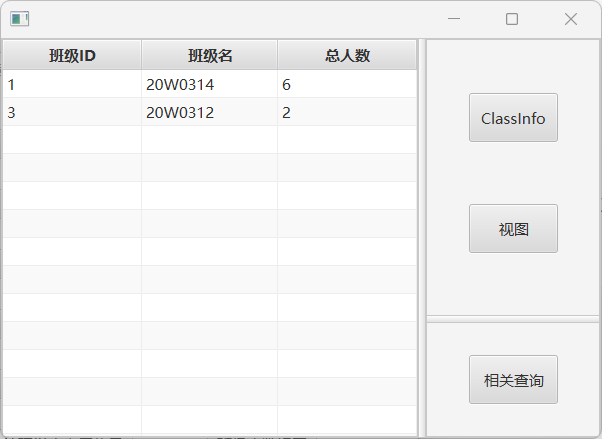 班级ID 班级名 总人数
1 20W0314 6
3 20W0312 2
ClassInfo
视图
相关查询